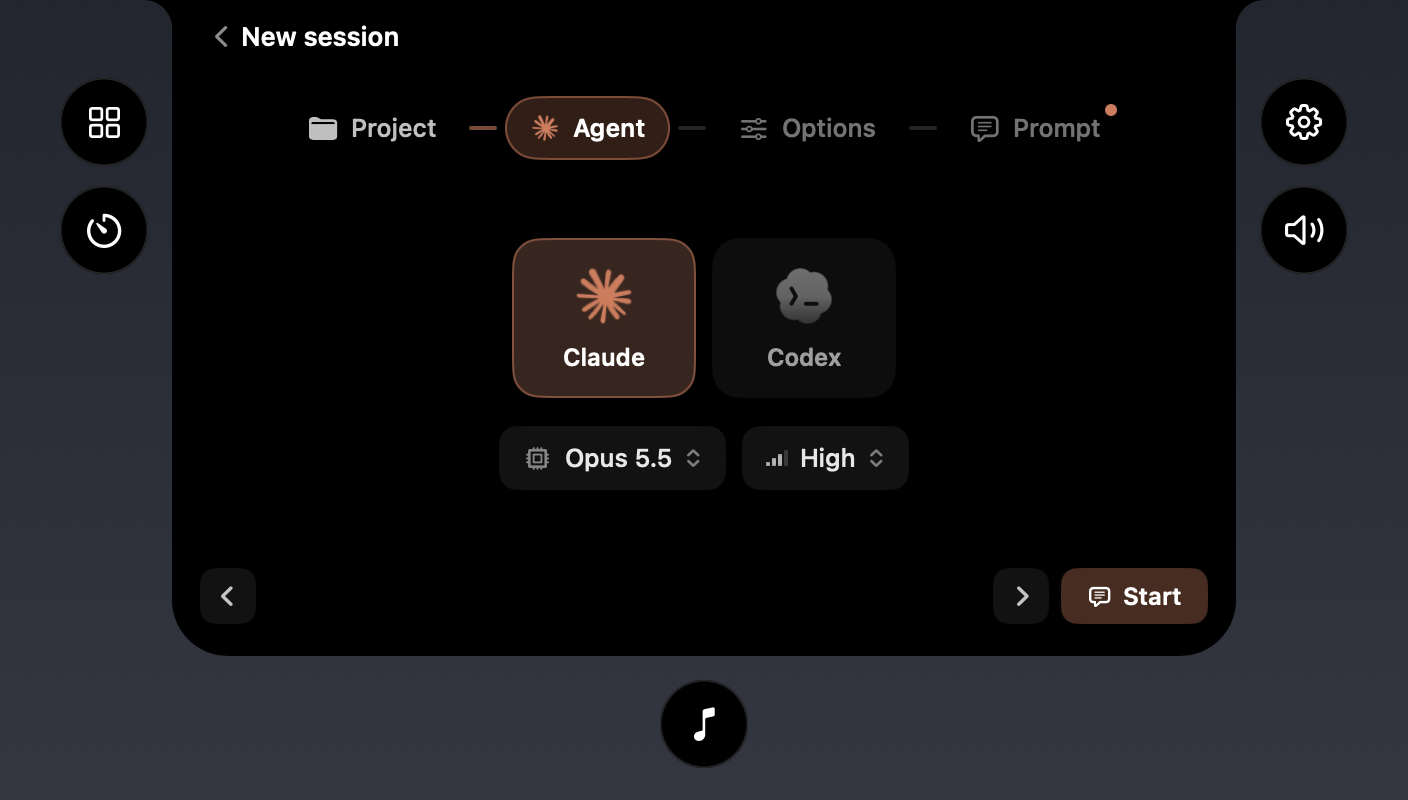 New session
Project
Agent
Options
Prompt
Claude
Codex
Opus 5.5
High
Start